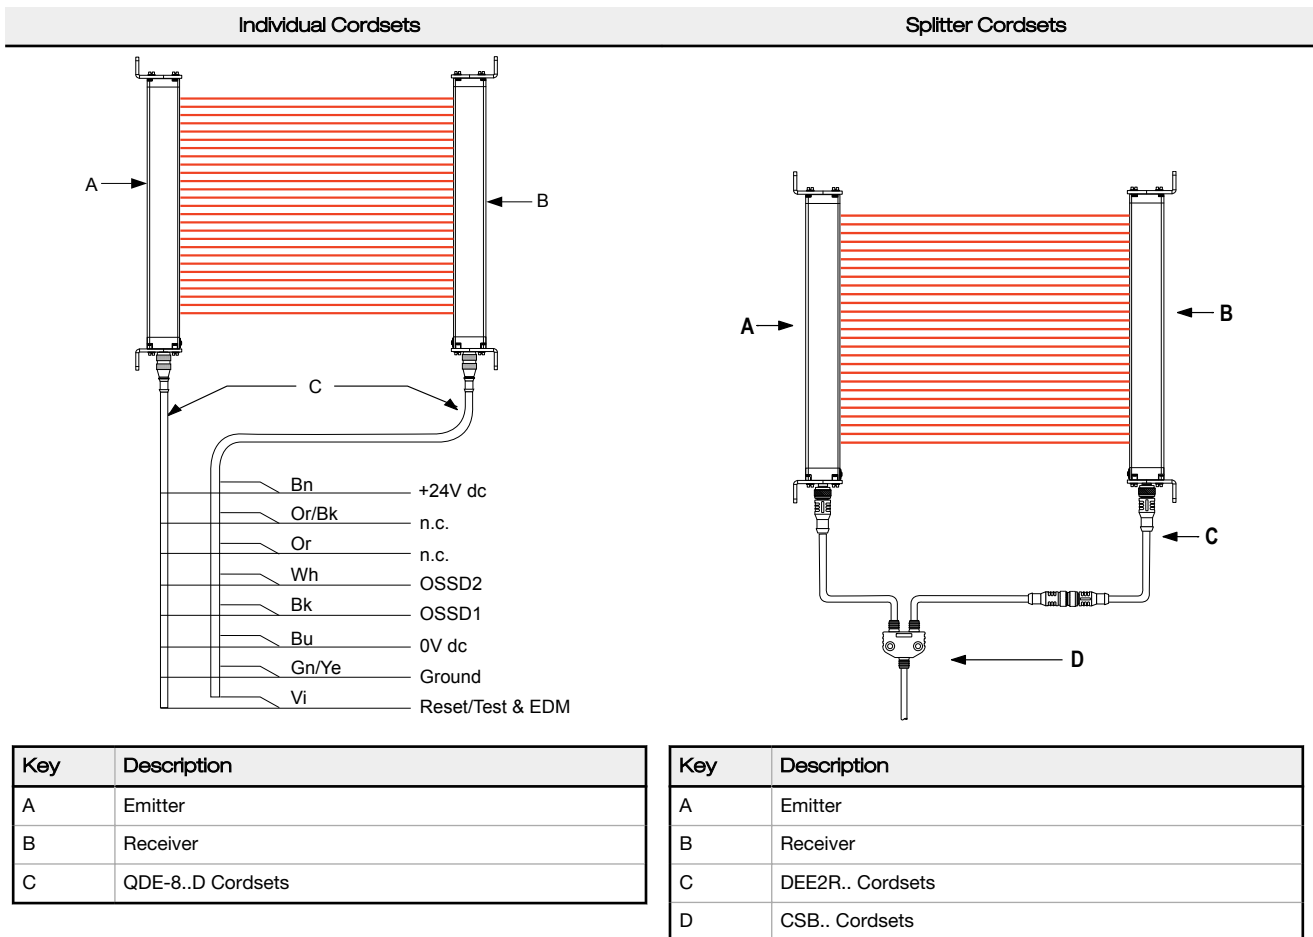 Individual Cordsets
Splitter Cordsets
A
B
C
Bn
+24V dc
Or/Bk
n.c.
Or
n.c.
Wh
OSSD2
Bk
OSSD1
Bu
0V dc
Gn/Ye
Ground
Vi
Reset/Test & EDM
A
B
C
D
Key Description
A Emitter
B Receiver
C QDE-8..D Cordsets
Key Description
A Emitter
B Receiver
C DEE2R.. Cordsets
D CSB.. Cordsets